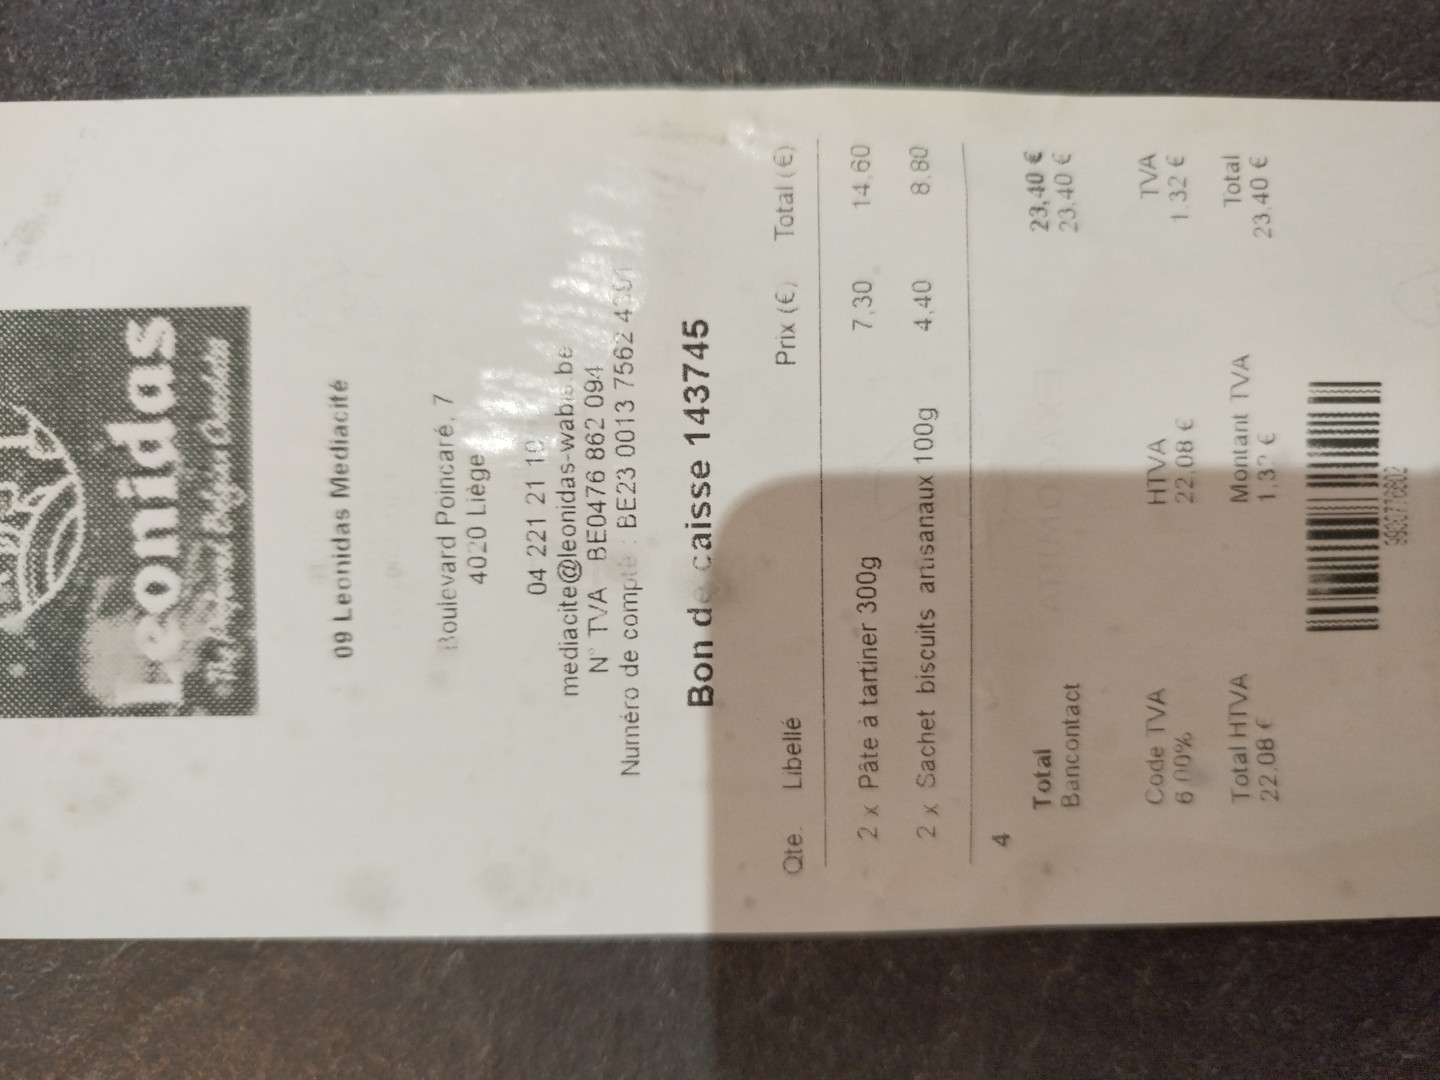 Leonidas
09 Leonidas Mediacité
Boulevard Poincaré, 7
4020 Liège
04 221 21 10
mediacite@leonidas-wabis.be
N° TVA BE0476 862 094
Numéro de compte : BE23 0013 7562
Bon de caisse 143745
Qte. Libellé Prix (€) Total (€)
2 x Pâte à tartiner 300g 7,30 14,60
2 x Sachet biscuits artisanaux 100g 4,40 8,80
4
Total 23,40 €
Bancontact 23,40 €
Code TVA HTVA TVA
6,00% 22,08 € 1,32 €
Total HTVA Montant TVA Total
22,08 € 1,32 € 23,40 €